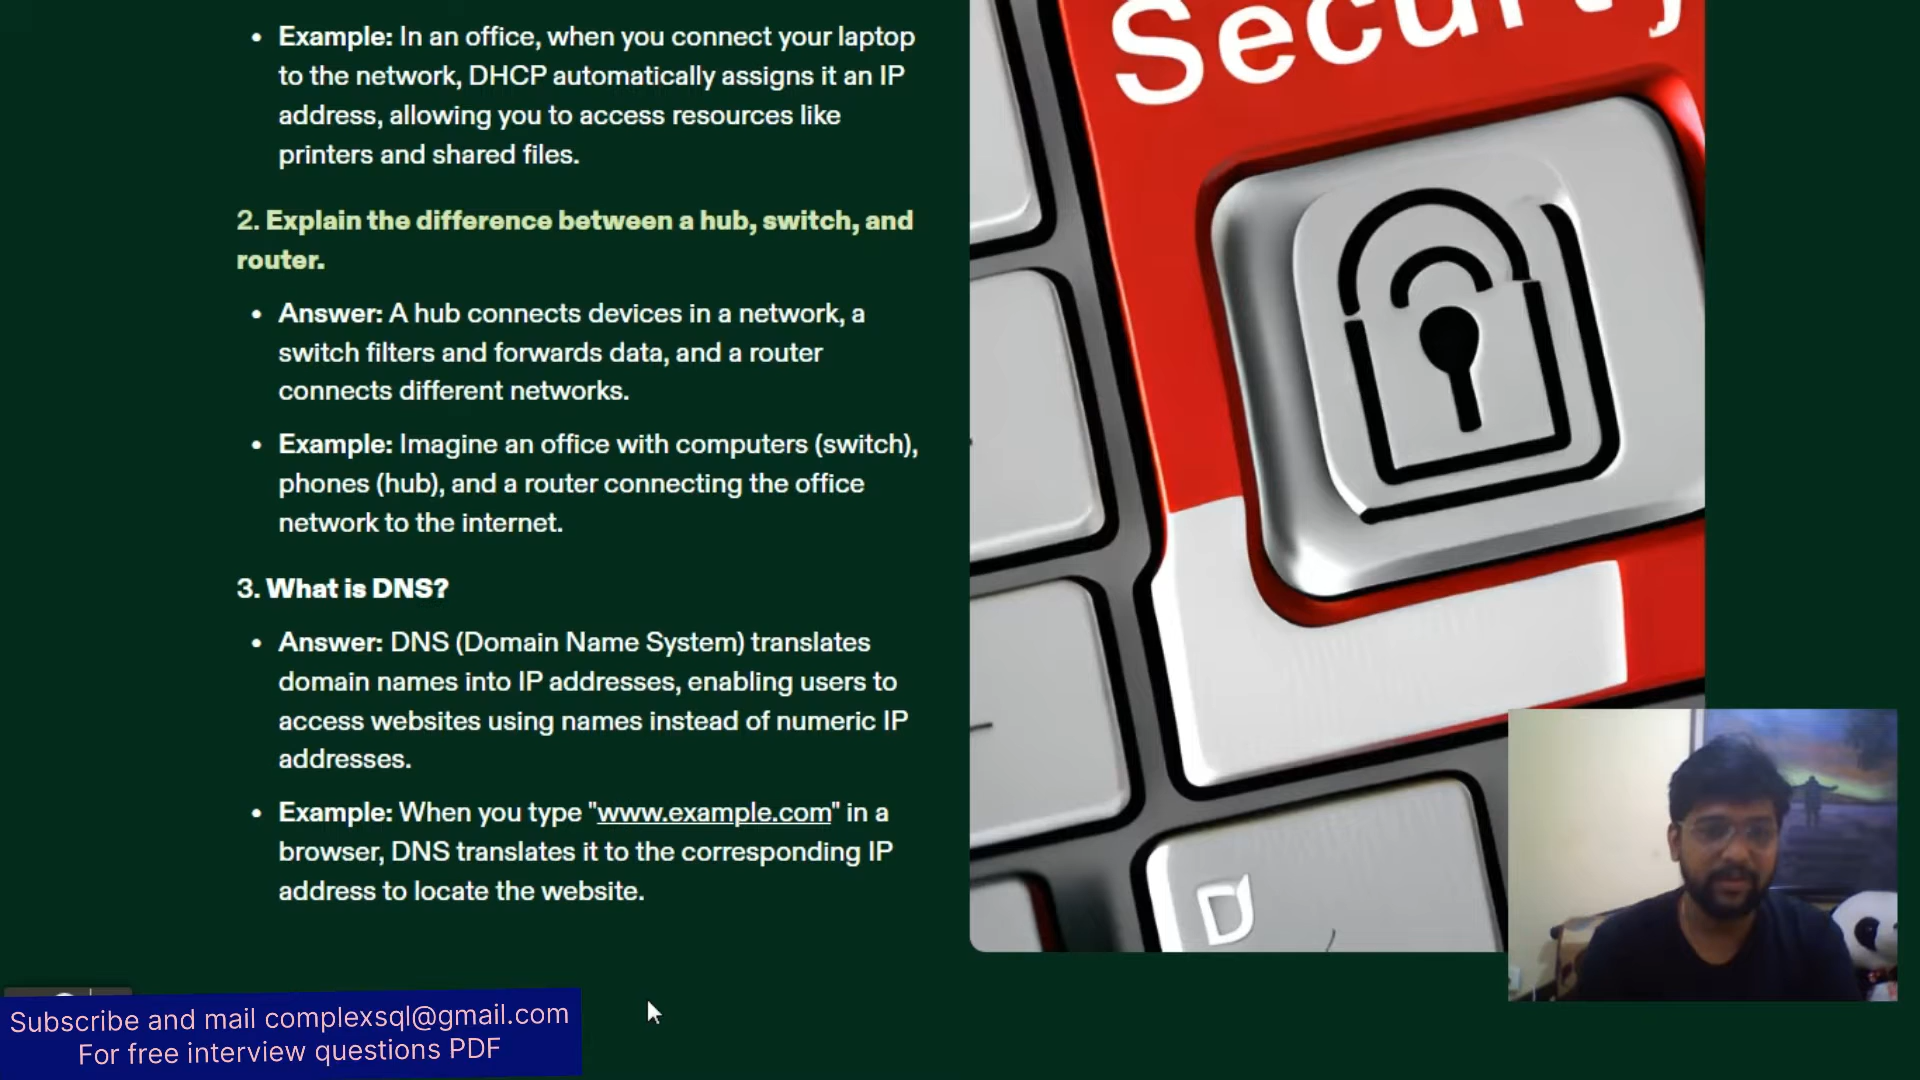 Example: In an office, when you connect your laptop
to the network, DHCP automatically assigns it an IP
address, allowing you to access resources like
printers and shared files.
2. Explain the difference between a hub, switch, and
router.
Answer: A hub connects devices in a network, a
switch filters and forwards data, and a router
connects different networks.
Example: Imagine an office with computers (switch),
phones (hub), and a router connecting the office
network to the internet.
3. What is DNS?
Answer: DNS (Domain Name System) translates
domain names into IP addresses, enabling users to
access websites using names instead of numeric IP
addresses.
Example: When you type "www.example.com" in a
browser, DNS translates it to the corresponding IP
address to locate the website.
Security
D
Subscribe and mail complexsql@gmail.com
For free interview questions PDF